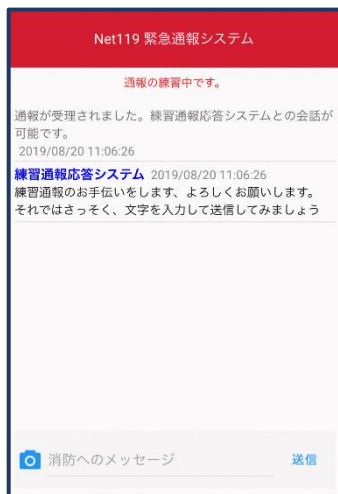 Net119 緊急通報システム
通報の練習中です。
通報が受理されました。練習通報応答システムとの会話が
可能です。
2019/08/20 11:06:26
練習通報応答システム 2019/08/20 11:06:26
練習通報のお手伝いをします、よろしくお願いします。
それではさっそく、文字を入力して送信してみましょう
消防へのメッセージ 送信